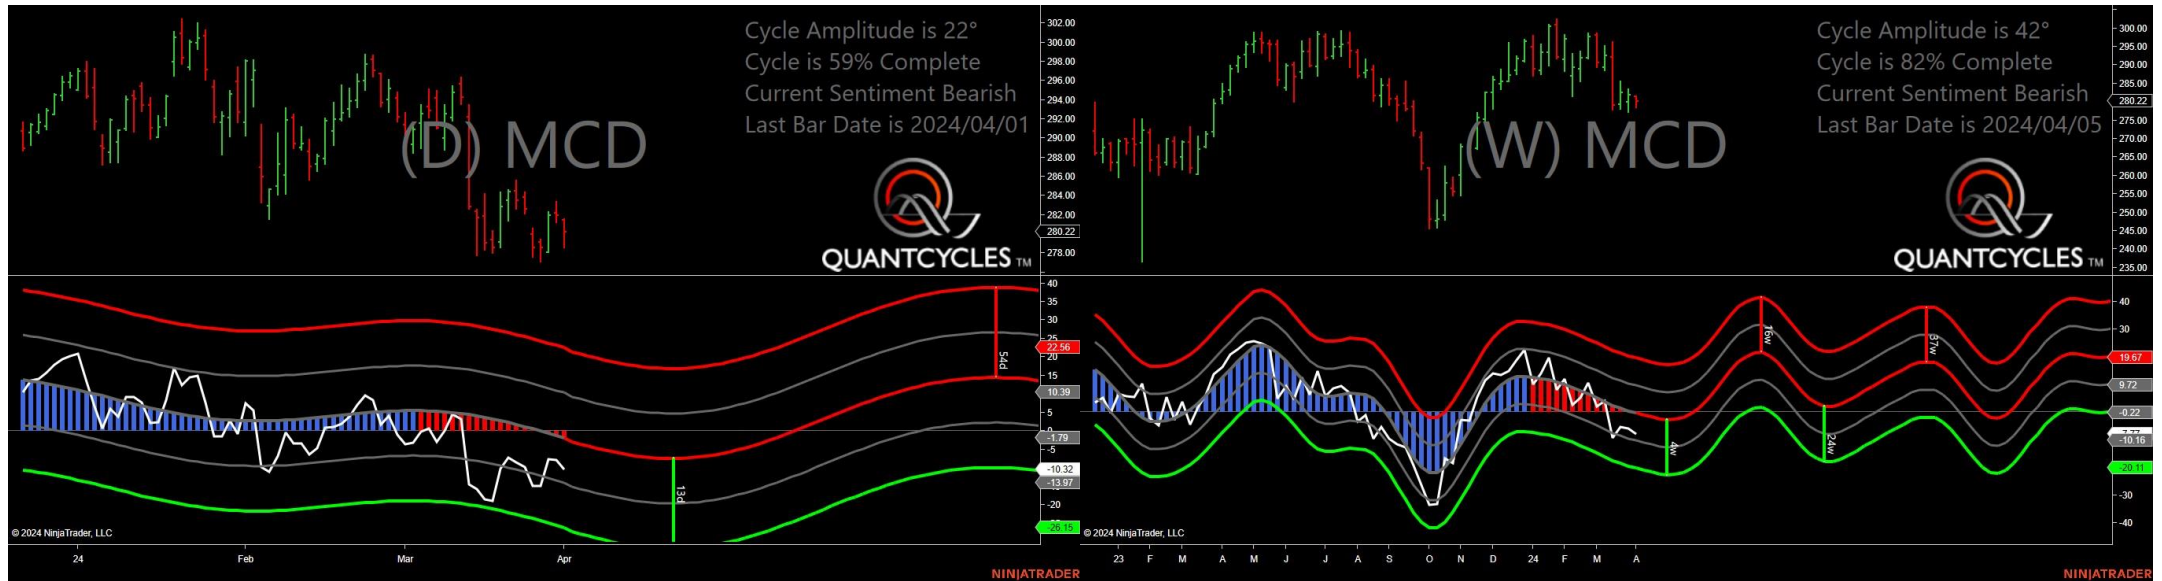 Cycle Amplitude is 22°
Cycle is 59% Complete
Current Sentiment Bearish
Last Bar Date is 2024/04/01
(D) MCD
QUANTCYCLES TM
302.00
300.00
298.00
296.00
294.00
292.00
290.00
288.00
286.00
284.00
282.00
280.22
278.00
40
35
30
25
22.56
20
15
10.39
5
0
-1.79
-5
-10.32
-13.97
-20
-26.15
54d
13d
© 2024 NinjaTrader, LLC
24 Feb Mar Apr
NINJATRADER
Cycle Amplitude is 42°
Cycle is 82% Complete
Current Sentiment Bearish
Last Bar Date is 2024/04/05
(W) MCD
QUANTCYCLES TM
300.00
295.00
290.00
285.00
280.22
275.00
270.00
265.00
260.00
255.00
250.00
245.00
240.00
235.00
40
30
19.67
9.72
-0.22
-10.16
-20.11
-30
-40
16w
37w
4w
24w
© 2024 NinjaTrader, LLC
23 F M A M J J A S O N D 24 F M A
NINJATRADER